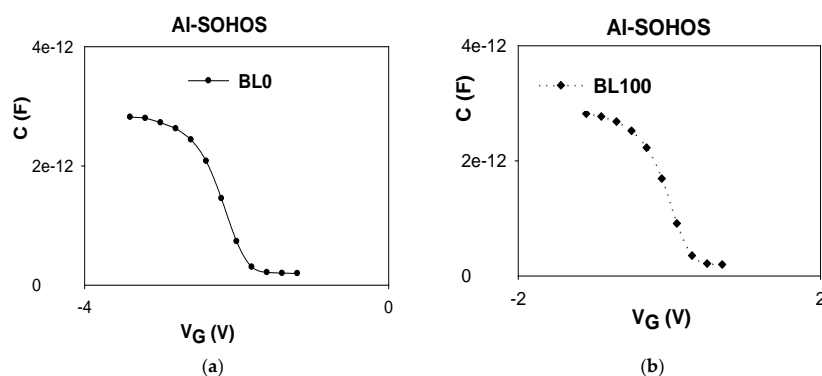 Al-SOHOS
4e-12
BL0
C (F)
2e-12
0
-4
0
VG (V)
(a)
Al-SOHOS
4e-12
BL100
C (F)
2e-12
0
-2
2
VG (V)
(b)